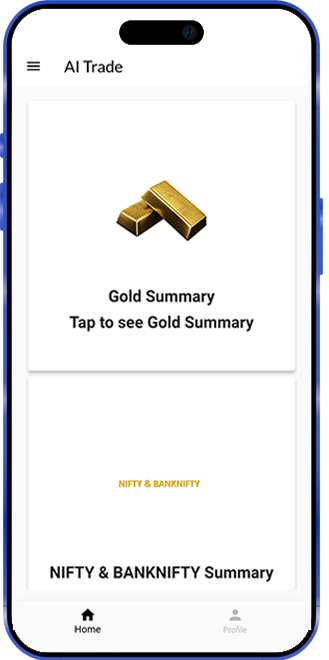 AI Trade
Gold Summary
Tap to see Gold Summary
NIFTY & BANKNIFTY
NIFTY & BANKNIFTY Summary
Home
Profile